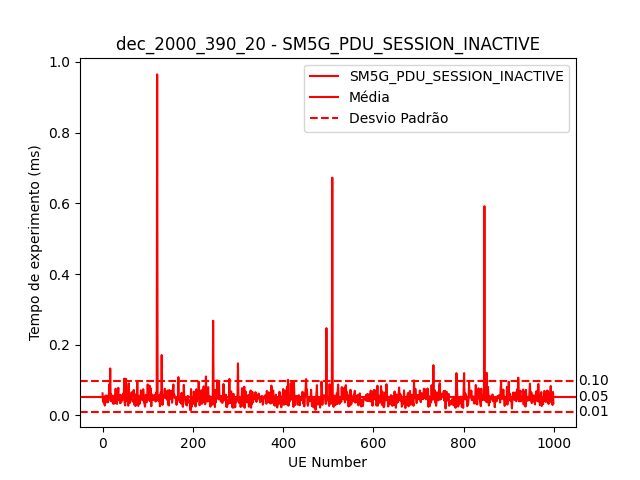 dec_2000_390_20 - SM5G_PDU_SESSION_INACTIVE
SM5G_PDU_SESSION_INACTIVE
Média
Desvio Padrão
Tempo de experimento (ms)
1.0
0.8
0.6
0.4
0.2
0.0
0.10
0.05
0.01
0
200
400
600
800
1000
UE Number